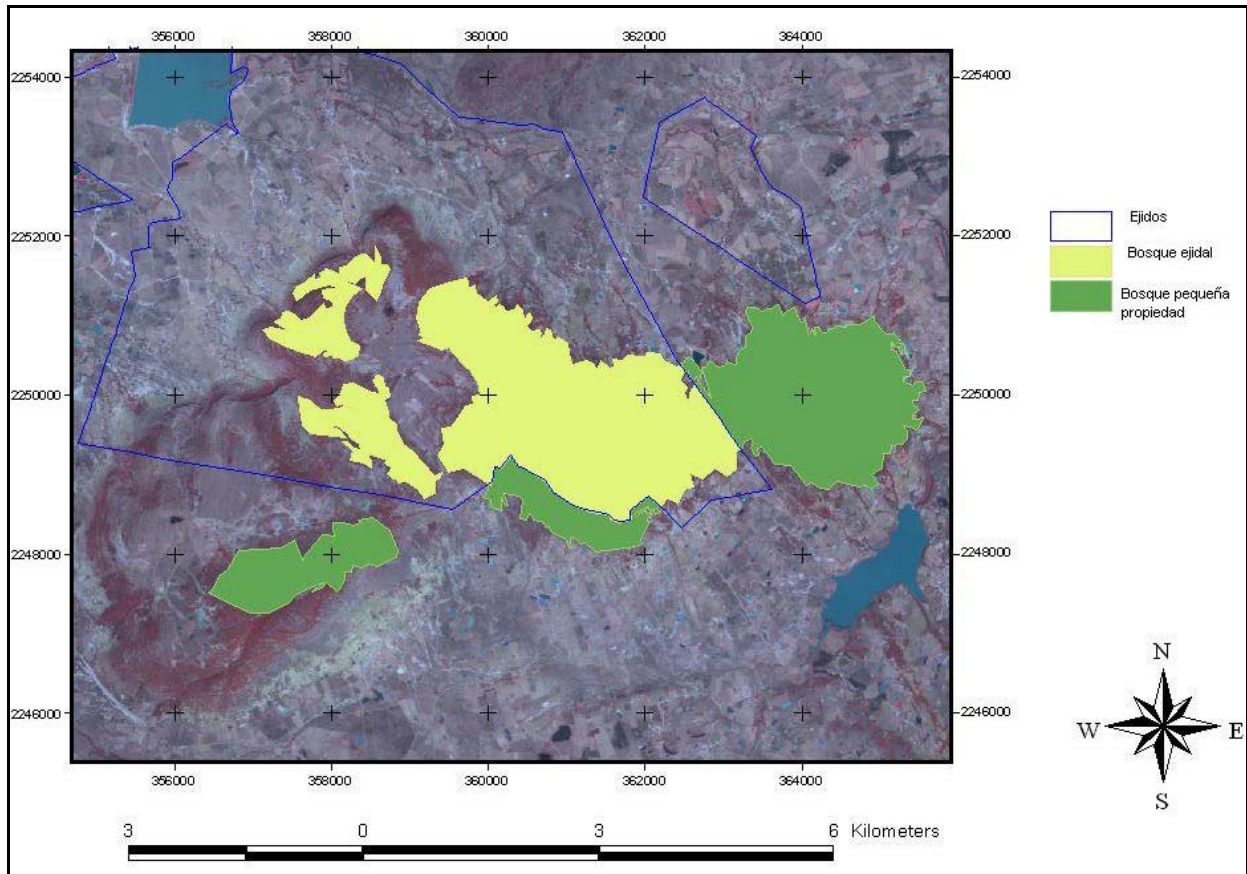 356000 358000 360000 362000 364000
2254000 2254000
2252000 2252000
2250000 2250000
2248000 2248000
2246000 2246000
356000 358000 360000 362000 364000
Ejidos
Bosque ejidal
Bosque pequeña
propiedad
N
W E
S
3 0 3 6 Kilometers